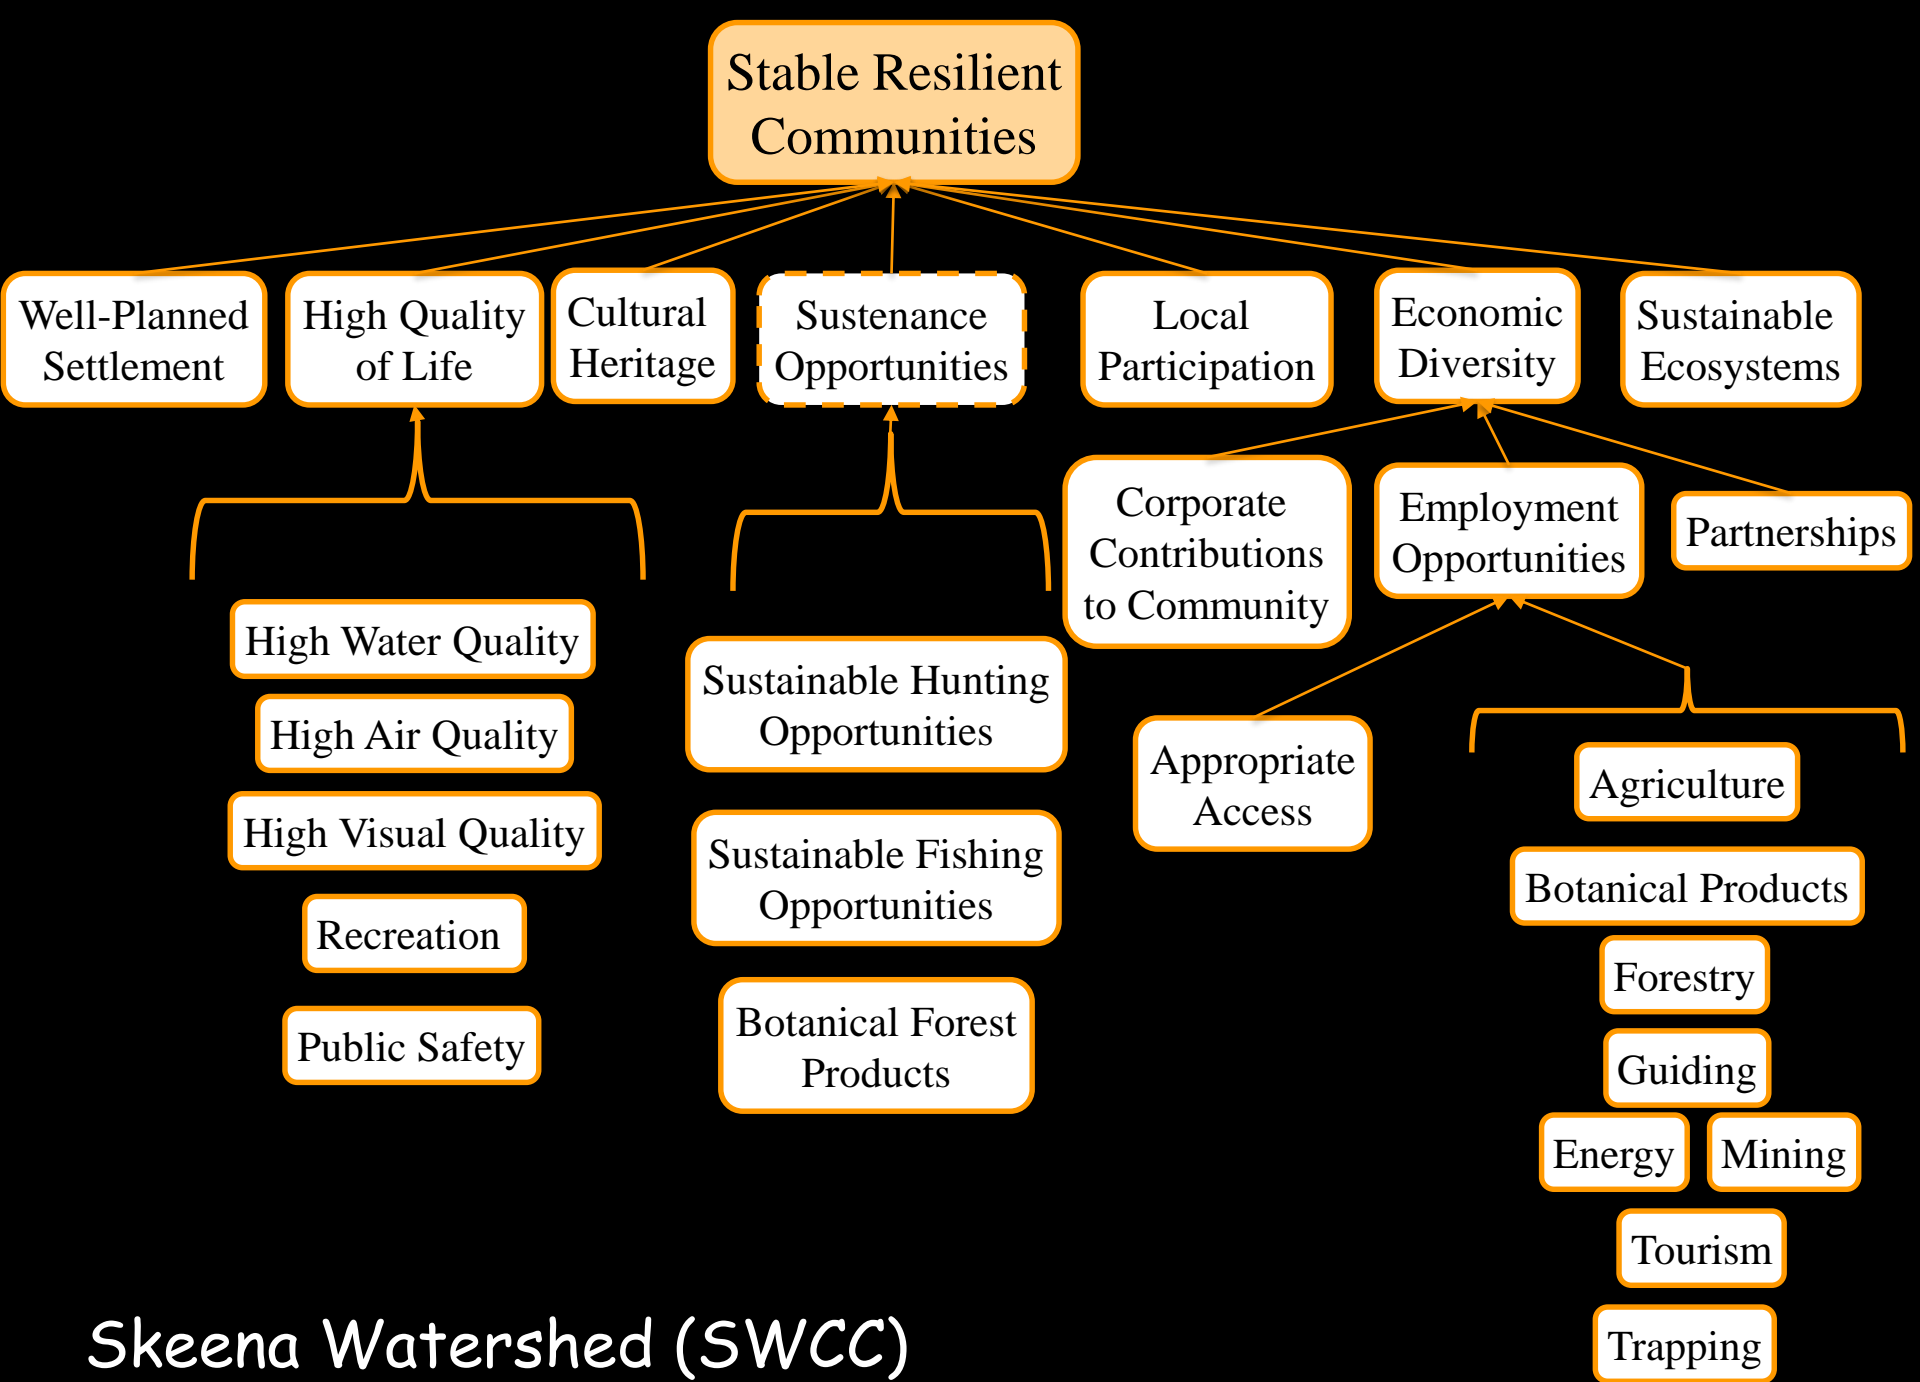 Stable Resilient
Communities
Well-Planned
Settlement
High Quality
of Life
Cultural
Heritage
Sustenance
Opportunities
Local
Participation
Economic
Diversity
Sustainable
Ecosystems
Corporate
Contributions
to Community
Employment
Opportunities
Partnerships
High Water Quality
High Air Quality
High Visual Quality
Recreation
Public Safety
Sustainable Hunting
Opportunities
Sustainable Fishing
Opportunities
Botanical Forest
Products
Appropriate
Access
Agriculture
Botanical Products
Forestry
Guiding
Energy
Mining
Tourism
Trapping
Skeena Watershed (SWCC)